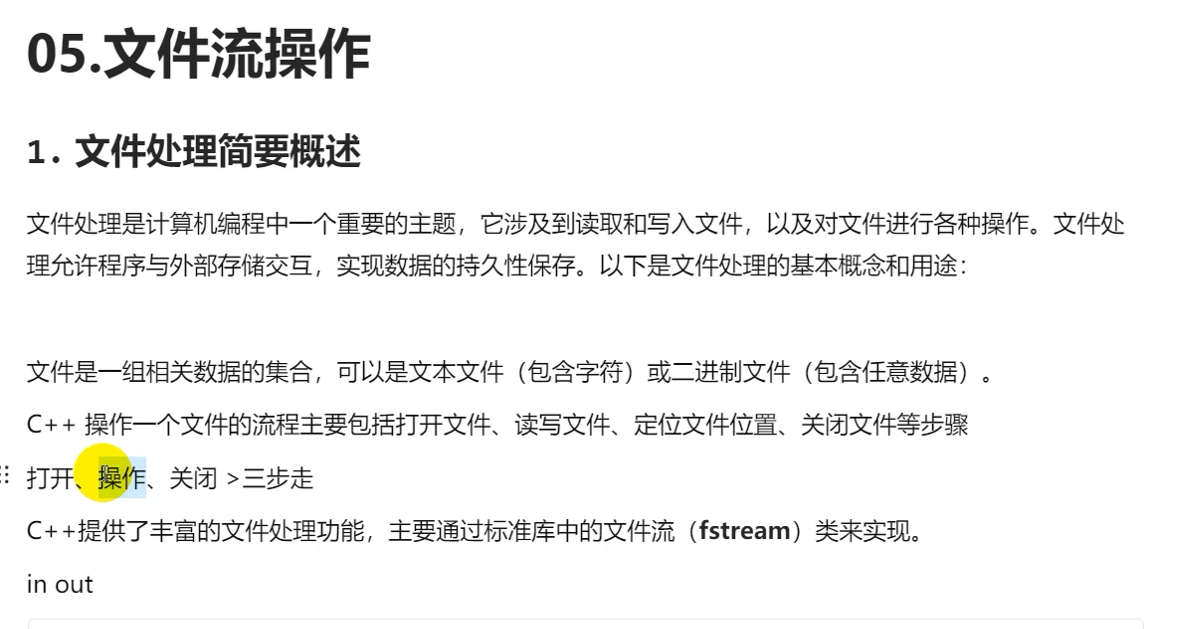 05.文件流操作
1. 文件处理简要概述
文件处理是计算机编程中一个重要的主题，它涉及到读取和写入文件，以及对文件进行各种操作。文件处
理允许程序与外部存储交互，实现数据的持久性保存。以下是文件处理的基本概念和用途：
文件是一组相关数据的集合，可以是文本文件（包含字符）或二进制文件（包含任意数据）。
C++ 操作一个文件的流程主要包括打开文件、读写文件、定位文件位置、关闭文件等步骤
打开、操作、关闭 >三步走
C++提供了丰富的文件处理功能，主要通过标准库中的文件流（fstream）类来实现。
in out